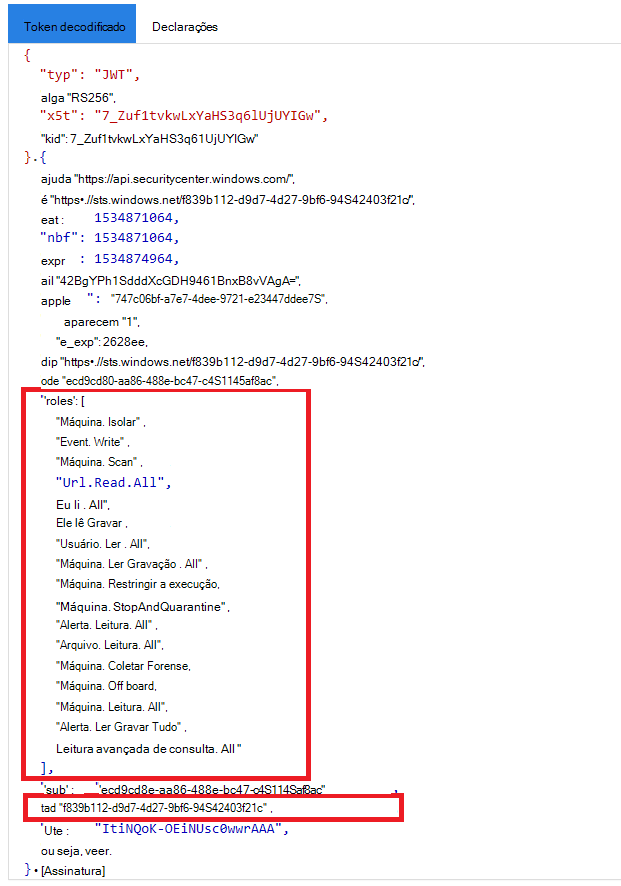 Token decodificado Declarações
{
"typ": "JWT",
alga "RS256",
"x5t": "7_Zuf1tvkwLxYaHS3q6lUjUYIGw",
"kid": 7_Zuf1tvkwLxYaHS3q61UjUYIGw"
}.{
ajuda "https://api.securitycenter.windows.com/",
é "https•.//sts.windows.net/f839b112-d9d7-4d27-9bf6-94S42403f21c/",
eat : 1534871064,
"nbf": 1534871064,
expr : 1534874964,
ail "42BgYPh1SdddXcGDH9461BnxB8vVAgA=",
apple ": "747c06bf-a7e7-4dee-9721-e23447ddee7S",
aparecem "1",
"e_exp": 2628ee,
dip "https•.//sts.windows.net/f839b112-d9d7-4d27-9bf6-94S42403f21c/",
ode "ecd9cd80-aa86-488e-bc47-c4S1145af8ac",
"roles': [
"Máquina. Isolar" ,
"Event. Write" ,
"Máquina. Scan" ,
"Url.Read.All",
Eu li . All",
Ele lê Gravar ,
"Usuário. Ler . All",
"Máquina. Ler Gravação . All" ,
"Máquina. Restringir a execução,
"Máquina. StopAndQuarantine" ,
"Alerta. Leitura. All" ,
"Arquivo. Leitura. All",
"Máquina. Coletar Forense,
"Máquina. Off board,
"Máquina. Leitura. All",
"Alerta. Ler Gravar Tudo" ,
Leitura avançada de consulta. All "
],
'sub' : "ecd9cd8e-aa86-488e-bc47-c4S114Saf8ac" ,
tad "f839b112-d9d7-4d27-9bf6-94S42403f21c" ,
'Ute : "ItiNQoK-OEiNUsc0wwrAAA",
ou seja, veer.
} • [Assinatura]